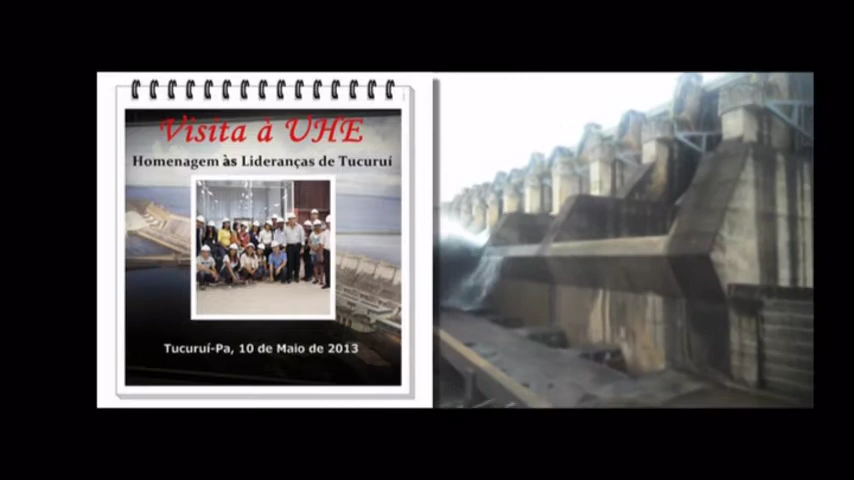 Visita à UHE
Homenagem às Lideranças de Tucuruí
Tucuruí-Pa, 10 de Maio de 2013